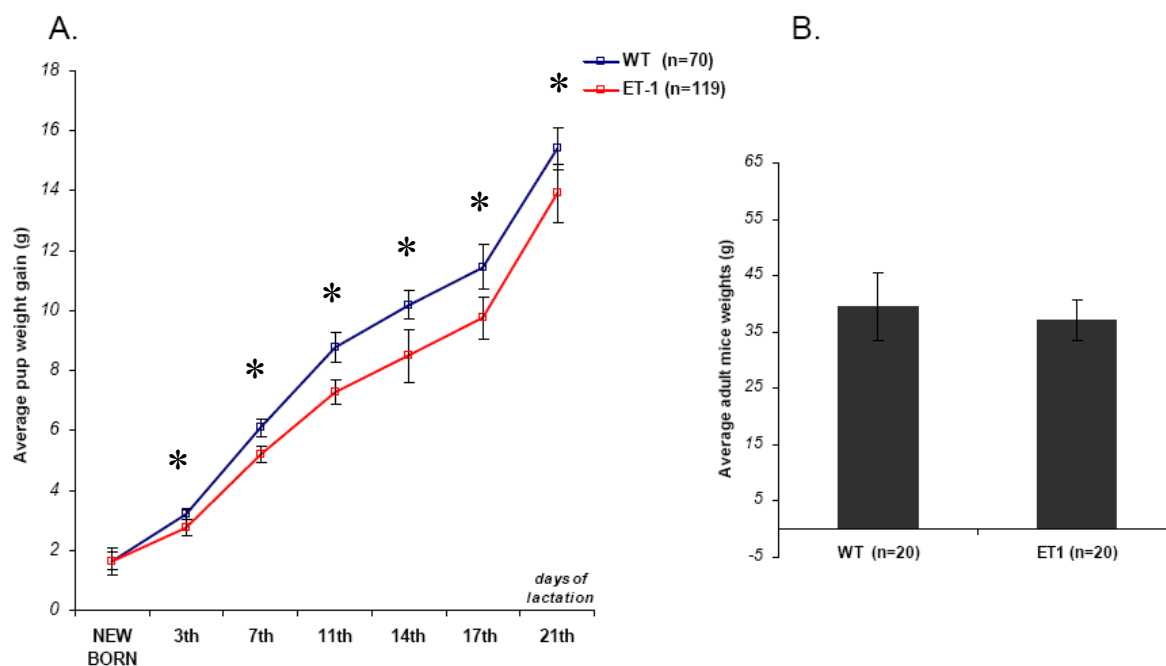 A.
WT (n=70)
ET-1 (n=119)
Average pup weight gain (g)
18
16
14
12
10
8
6
4
2
0
*
*
*
*
*
*
days of
lactation
NEW
BORN
3th
7th
11th
14th
17th
21th
B.
Average adult mice weights (g)
65
55
45
35
25
15
5
-5
WT (n=20)
ET1 (n=20)